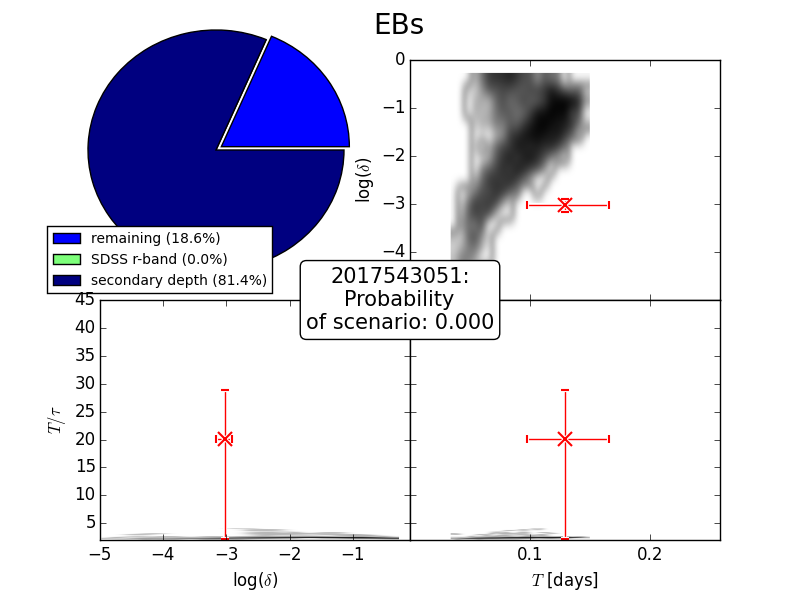 EBs
remaining (18.6%)
SDSS r-band (0.0%)
secondary depth (81.4%)
0
−1
−2
−3
−4
log(δ)
2017543051:
Probability
of scenario: 0.000
45
40
35
30
25
20
15
10
5
T/τ
−5 −4 −3 −2 −1
log(δ)
0.1 0.2
T [days]